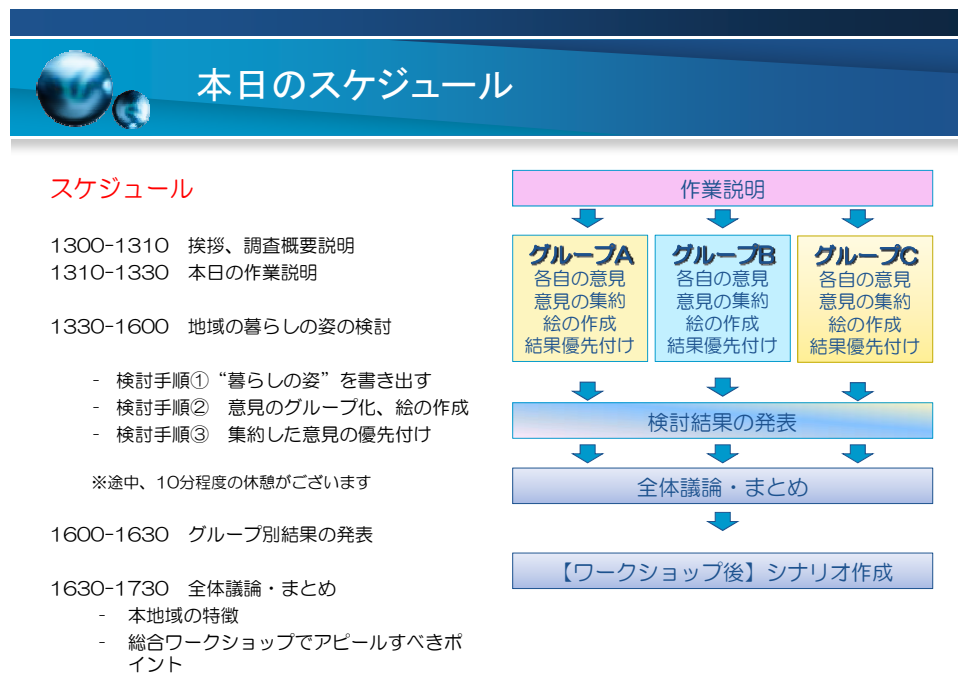 本日のスケジュール
スケジュール
1300-1310 挨拶、調査概要説明
1310-1330 本日の作業説明
1330-1600 地域の暮らしの姿の検討
- 検討手順① “暮らしの姿” を書き出す
- 検討手順② 意見のグループ化、絵の作成
- 検討手順③ 集約した意見の優先付け
※途中、10分程度の休憩がございます
1600-1630 グループ別結果の発表
1630-1730 全体議論・まとめ
- 本地域の特徴
- 総合ワークショップでアピールすべきポ
イント
作業説明
グループA
各自の意見
意見の集約
絵の作成
結果優先付け
グループB
各自の意見
意見の集約
絵の作成
結果優先付け
グループC
各自の意見
意見の集約
絵の作成
結果優先付け
検討結果の発表
全体議論・まとめ
【ワークショップ後】シナリオ作成